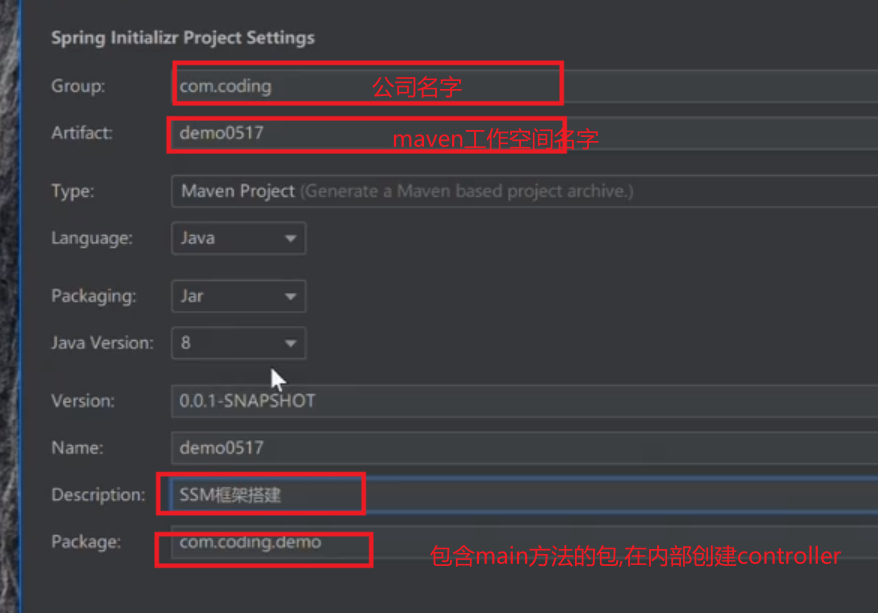 Spring Initializr Project Settings
Group: com.coding 公司名字
Artifact: demo0517 maven工作空间名字
Type: Maven Project (Generate a Maven based project archive.)
Language: Java
Packaging: Jar
Java Version: 8
Version: 0.0.1-SNAPSHOT
Name: demo0517
Description: SSM框架搭建
Package: com.coding.demo 包含main方法的包,在内部创建controller